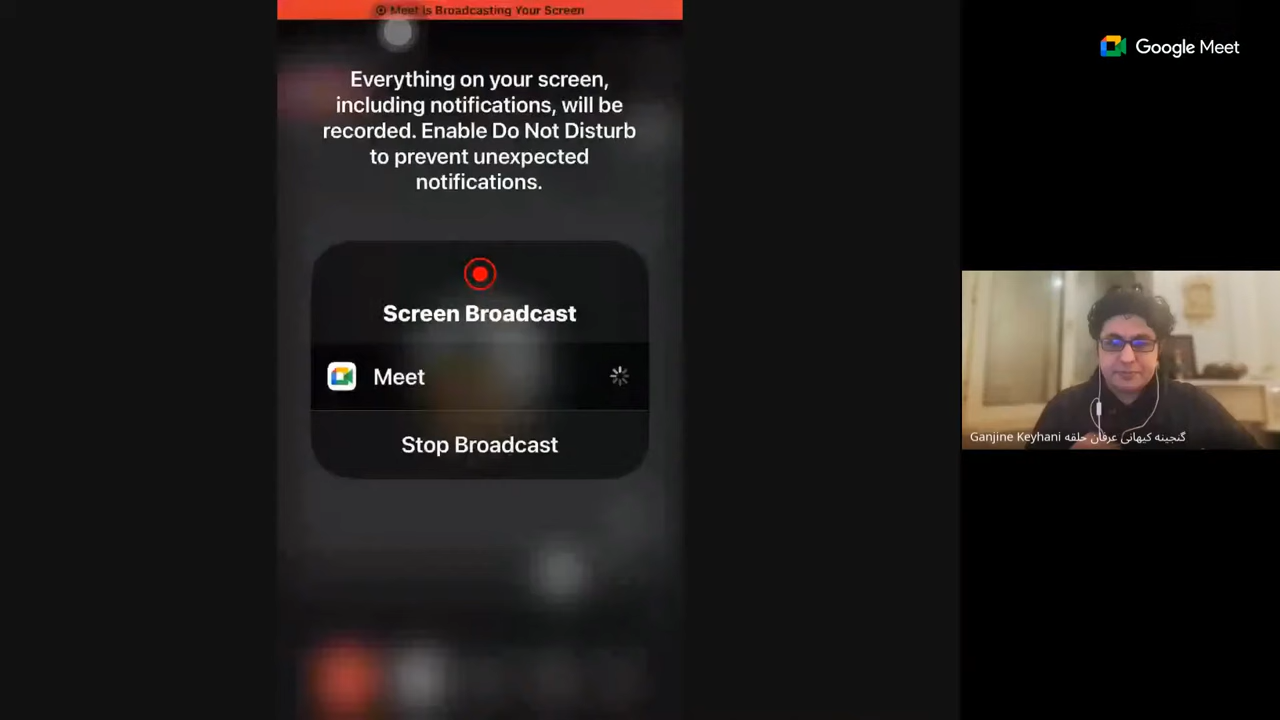 Meet is Broadcasting Your Screen
Google Meet
Everything on your screen,
including notifications, will be
recorded. Enable Do Not Disturb
to prevent unexpected
notifications.
Screen Broadcast
Meet
Stop Broadcast
Ganjine Keyhani گنجینه کیهانی عرفان حلقه